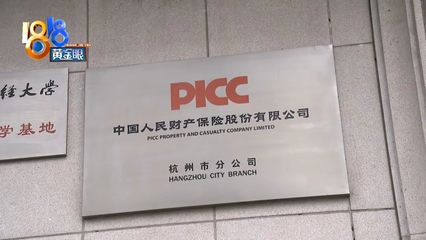 1818
黄金眼
经大学
学基地
PICC
中国人民财产保险股份有限公司
PICC PROPERTY AND CASUALTY COMPANY LIMITED
杭州市分公司
HANGZHOU CITY BRANCH